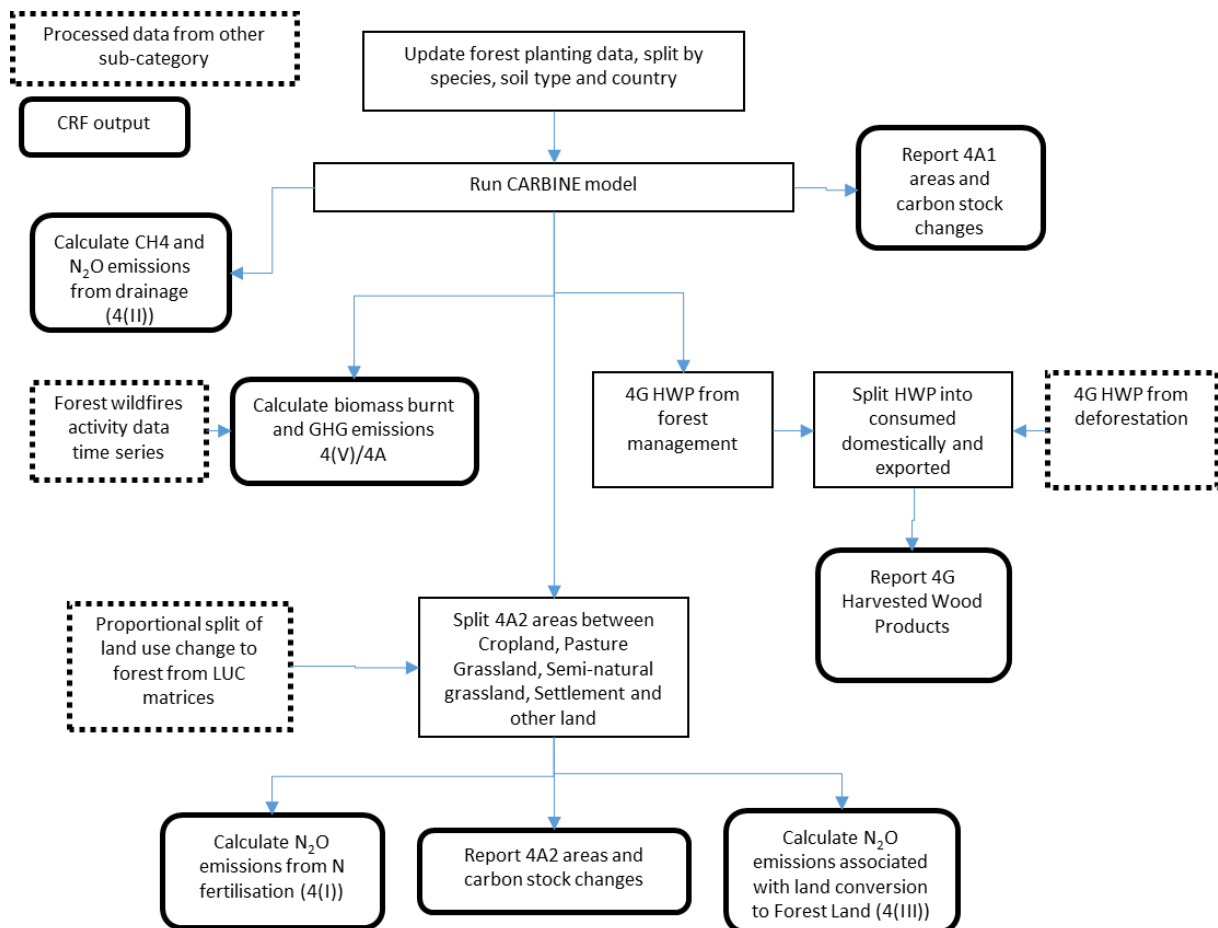 Processed data from other
sub-category
CRF output
Update forest planting data, split by
species, soil type and country
Run CARBINE model
Report 4A1
areas and
carbon stock
changes
Calculate CH4 and
N₂O emissions
from drainage
(4(II))
Forest wildfires
activity data
time series
Calculate biomass burnt
and GHG emissions
4(V)/4A
4G HWP from
forest
management
Split HWP into
consumed
domestically and
exported
4G HWP from
deforestation
Report 4G
Harvested Wood
Products
Proportional split of
land use change to
forest from LUC
matrices
Split 4A2 areas between
Cropland, Pasture
Grassland, Semi-natural
grassland, Settlement and
other land
Calculate N₂O
emissions from N
fertilisation (4(I))
Report 4A2 areas and
carbon stock changes
Calculate N₂O
emissions associated
with land conversion
to Forest Land (4(III))